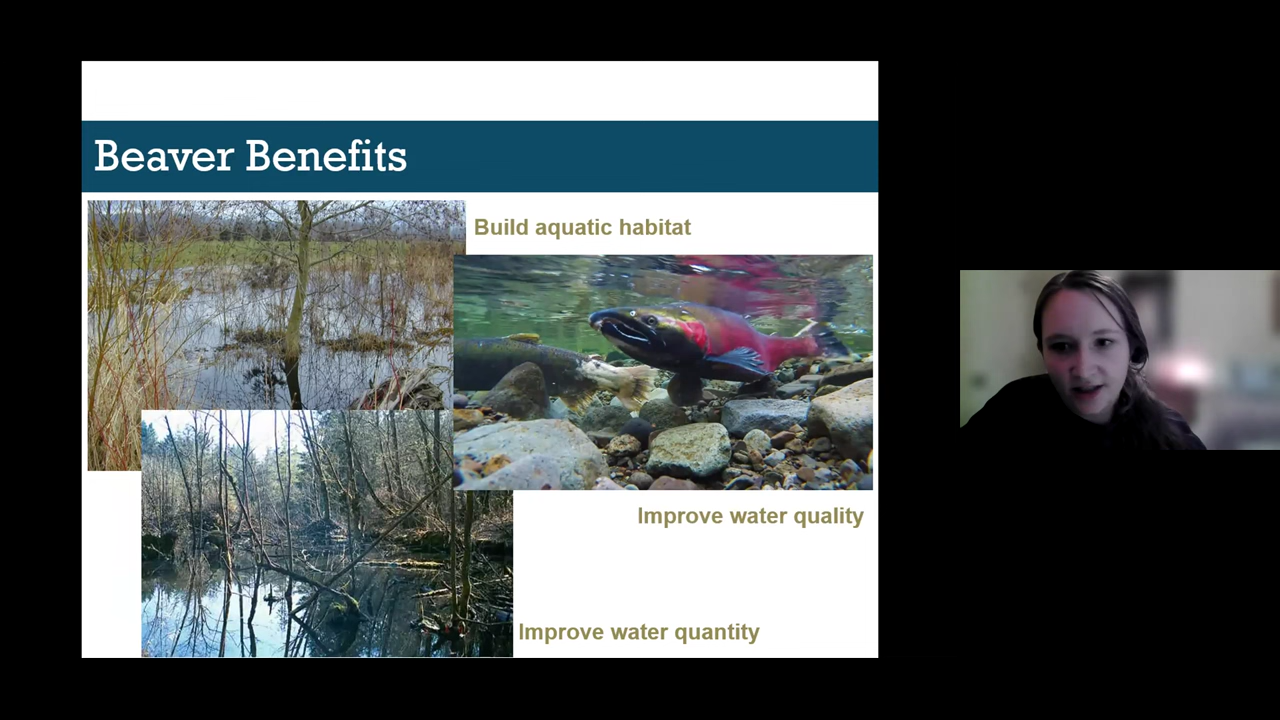 Beaver Benefits
Build aquatic habitat
Improve water quality
Improve water quantity